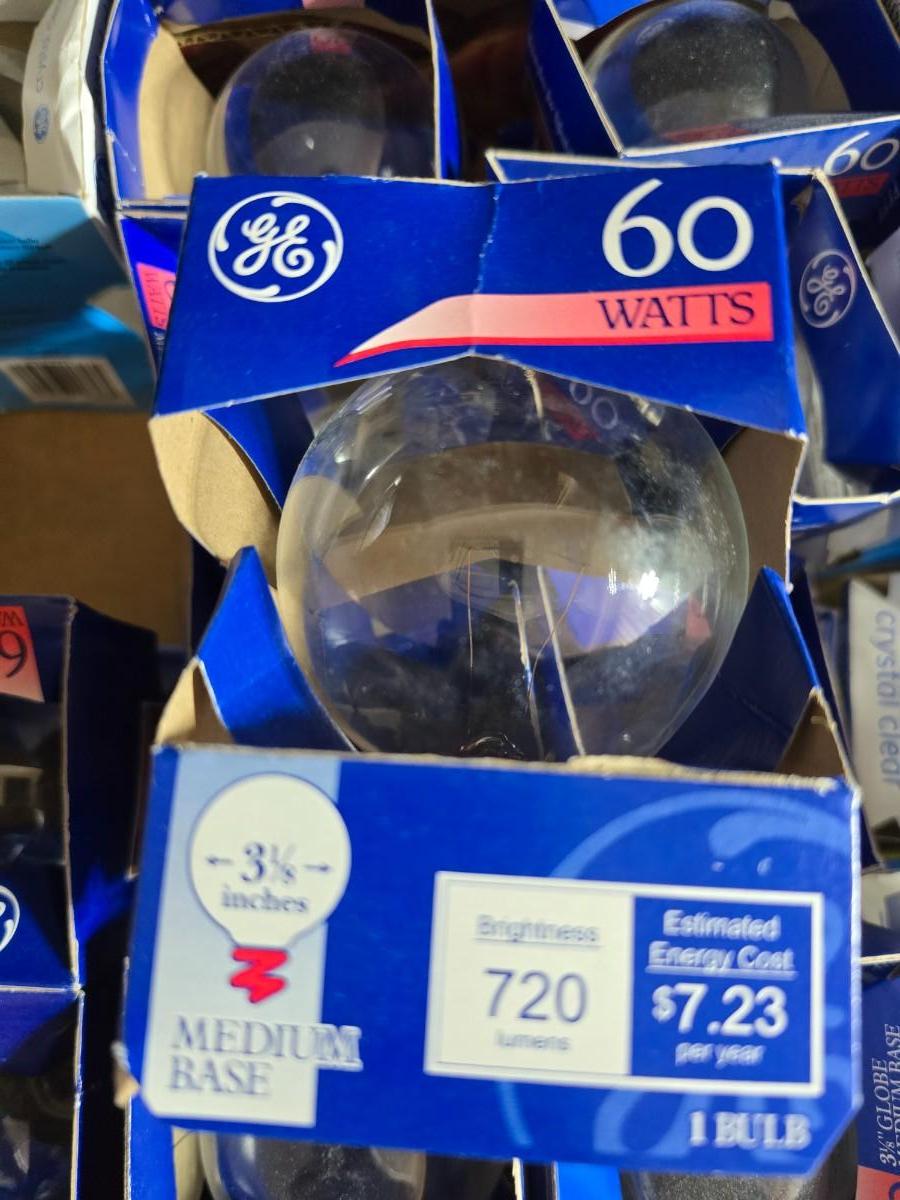 GE
60
WATTS
3⅛
inches
MEDIUM
BASE
Brightness
720
lumens
Estimated
Energy Cost
$7.23
per year
1 BULB
60
crystal clear
3⅛" GLOBE
MEDIUM BASE